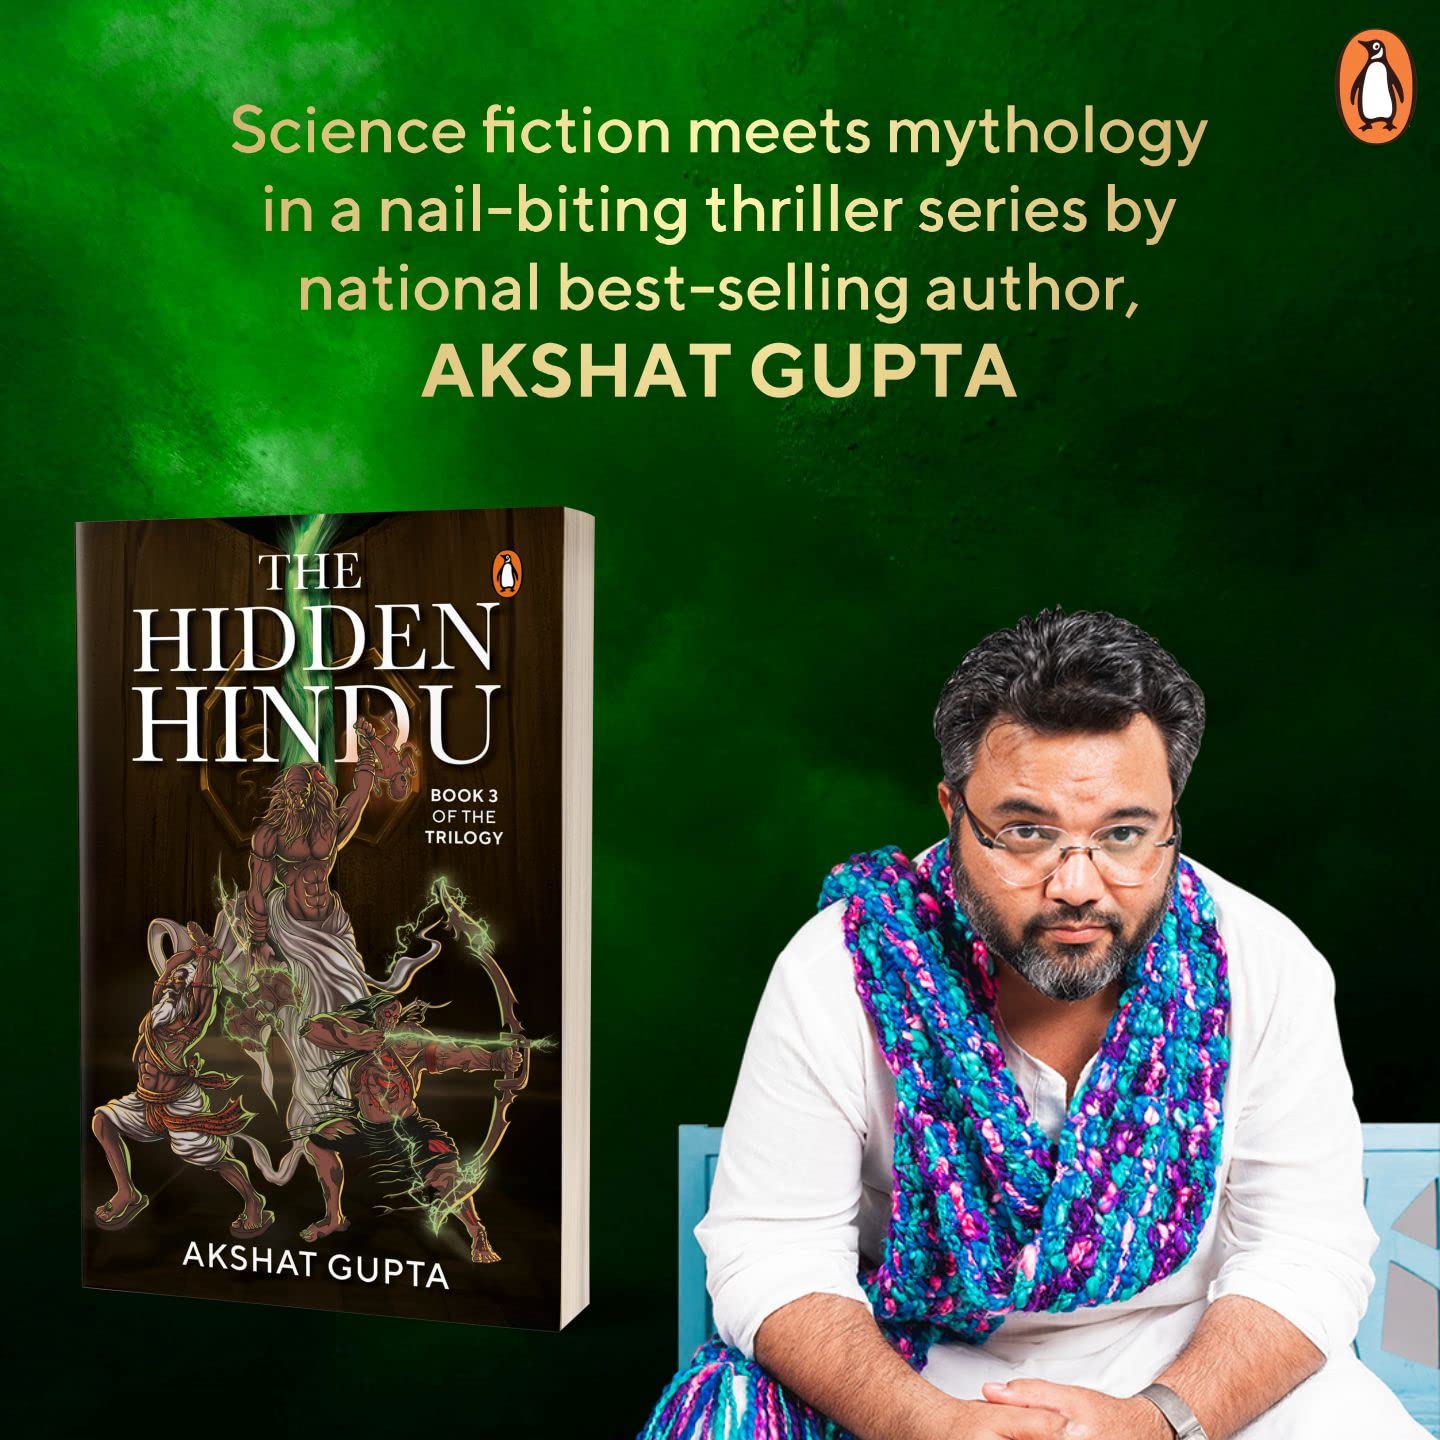 Science fiction meets mythology
in a nail-biting thriller series by
national best-selling author,
AKSHAT GUPTA
THE
HIDDEN
HINDU
BOOK 3
OF THE
TRILOGY
AKSHAT GUPTA